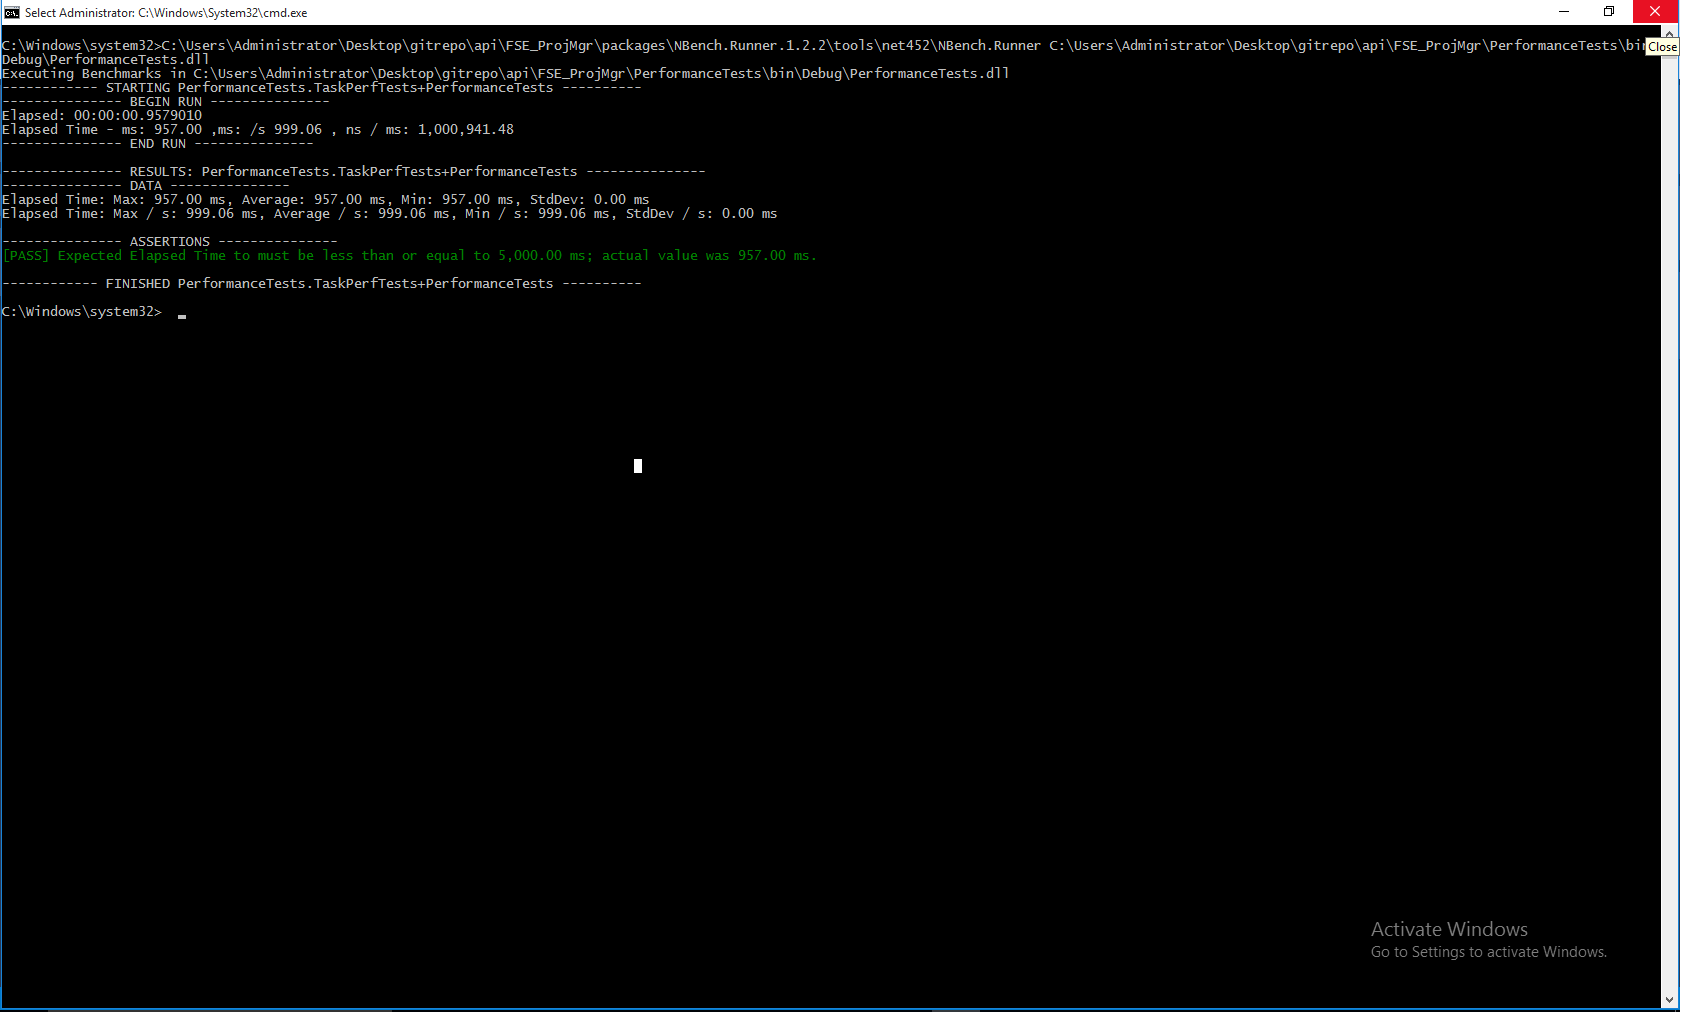 Select Administrator: C:\Windows\System32\cmd.exe
Close
C:\Windows\system32>C:\Users\Administrator\Desktop\gitrepo\api\FSE_ProjMgr\packages\NBench.Runner.1.2.2\tools\net452\NBench.Runner C:\Users\Administrator\Desktop\gitrepo\api\FSE_ProjMgr\PerformanceTests\bin
Debug\PerformanceTests.dll
Executing Benchmarks in C:\Users\Administrator\Desktop\gitrepo\api\FSE_ProjMgr\PerformanceTests\bin\Debug\PerformanceTests.dll
------------ STARTING PerformanceTests.TaskPerfTests+PerformanceTests ----------
--------------- BEGIN RUN ---------------
Elapsed: 00:00:00.9579010
Elapsed Time - ms: 957.00 ,ms: /s 999.06 , ns / ms: 1,000,941.48
--------------- END RUN ---------------
--------------- RESULTS: PerformanceTests.TaskPerfTests+PerformanceTests ---------------
--------------- DATA ---------------
Elapsed Time: Max: 957.00 ms, Average: 957.00 ms, Min: 957.00 ms, StdDev: 0.00 ms
Elapsed Time: Max / s: 999.06 ms, Average / s: 999.06 ms, Min / s: 999.06 ms, StdDev / s: 0.00 ms
--------------- ASSERTIONS ---------------
[PASS] Expected Elapsed Time to must be less than or equal to 5,000.00 ms; actual value was 957.00 ms.
------------ FINISHED PerformanceTests.TaskPerfTests+PerformanceTests ----------
C:\Windows\system32>
Activate Windows
Go to Settings to activate Windows.